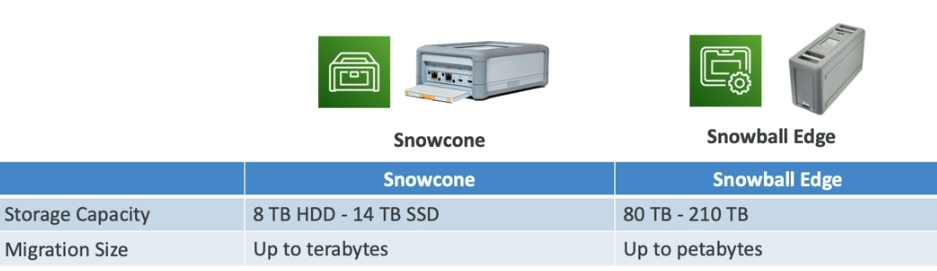 Snowcone
Snowball Edge
Snowcone Snowball Edge
Storage Capacity 8 TB HDD - 14 TB SSD 80 TB - 210 TB
Migration Size Up to terabytes Up to petabytes